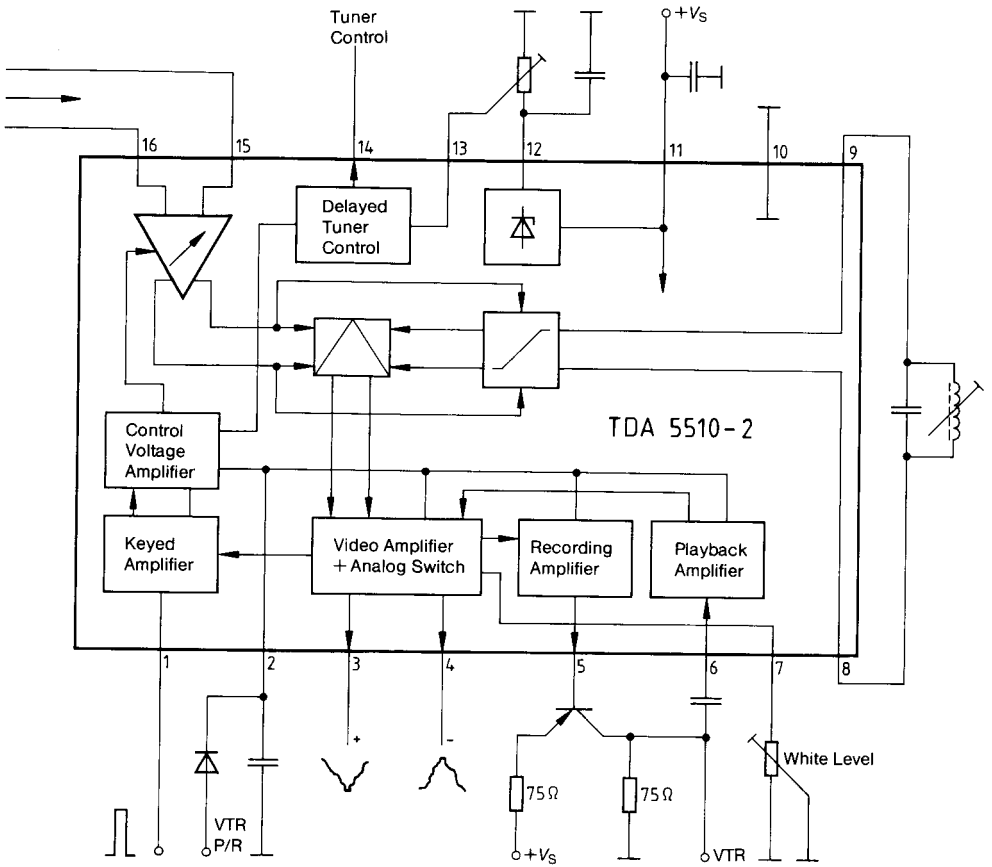 Tuner
Control
+Vs
16
15
14
13
12
11
10
9
Delayed
Tuner
Control
TDA 5510-2
Control
Voltage
Amplifier
Keyed
Amplifier
Video Amplifier
+ Analog Switch
Recording
Amplifier
Playback
Amplifier
1
2
3
4
5
6
7
8
+
-
White Level
75Ω
75Ω
VTR
P/R
+Vs
VTR